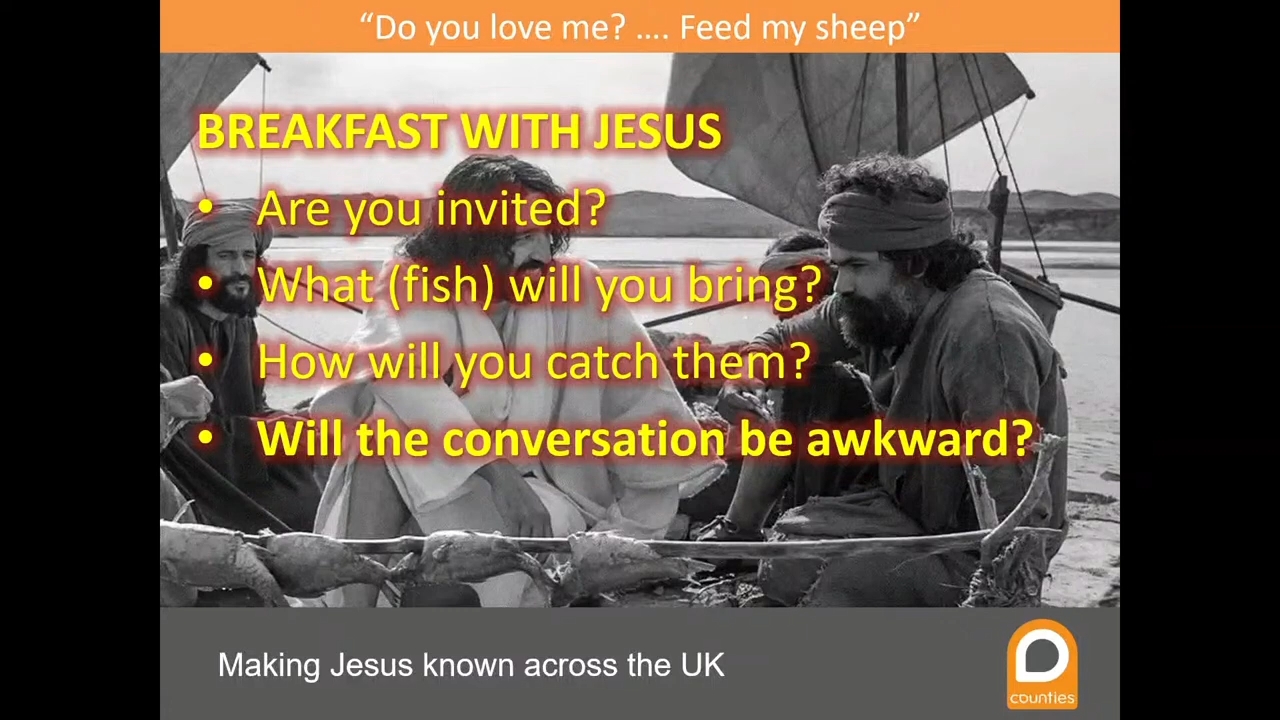 “Do you love me? .... Feed my sheep”
BREAKFAST WITH JESUS
• Are you invited?
• What (fish) will you bring?
• How will you catch them?
• Will the conversation be awkward?
Making Jesus known across the UK
counties